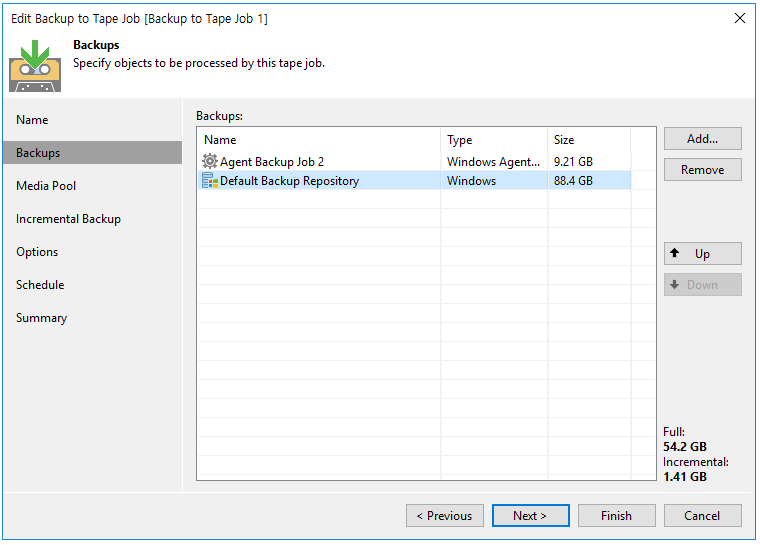 Edit Backup to Tape Job [Backup to Tape Job 1]
Backups
Specify objects to be processed by this tape job.
Name
Backups
Media Pool
Incremental Backup
Options
Schedule
Summary
Backups:
Name Type Size
Agent Backup Job 2 Windows Agent... 9.21 GB
Default Backup Repository Windows 88.4 GB
Add...
Remove
Up
Down
Full:
54.2 GB
Incremental:
1.41 GB
< Previous Next > Finish Cancel